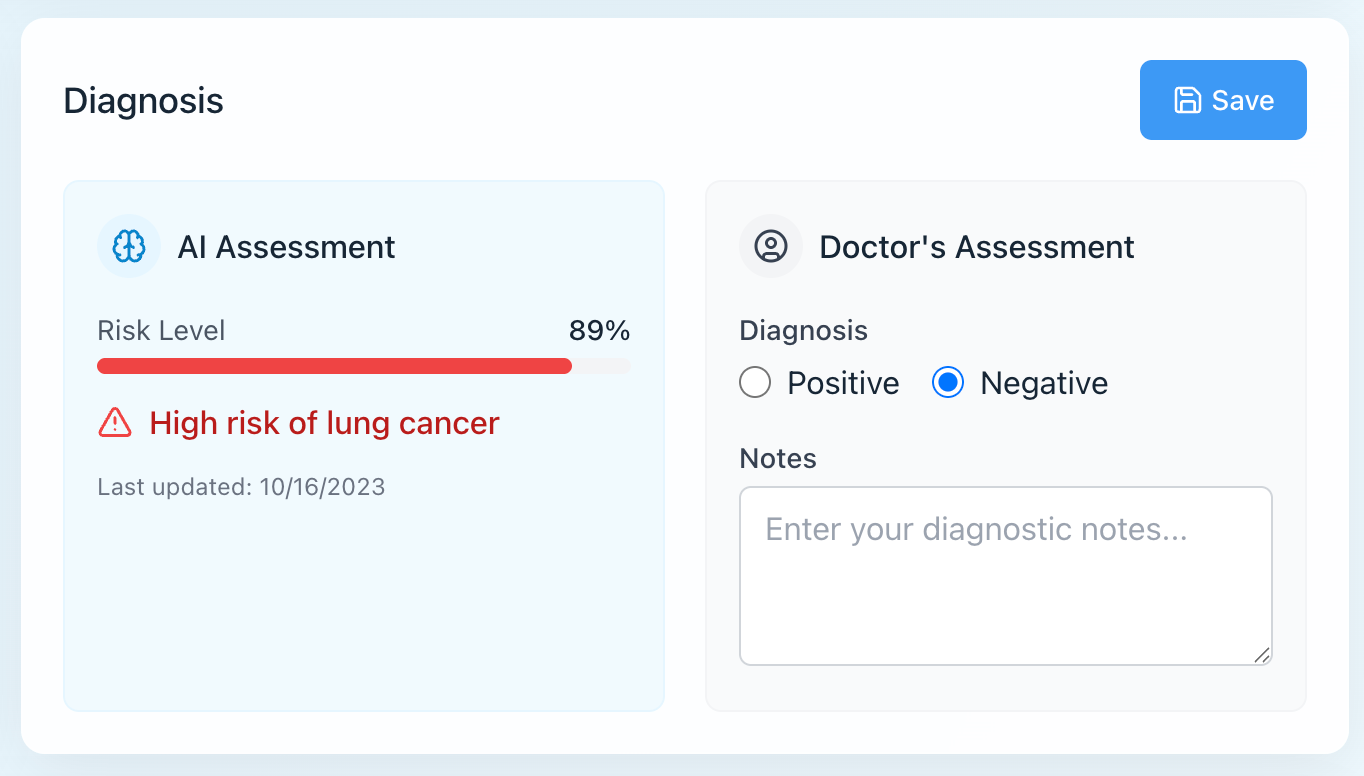 Diagnosis
Save
AI Assessment
Risk Level
89%
High risk of lung cancer
Last updated: 10/16/2023
Doctor's Assessment
Diagnosis
Positive
Negative
Notes
Enter your diagnostic notes...